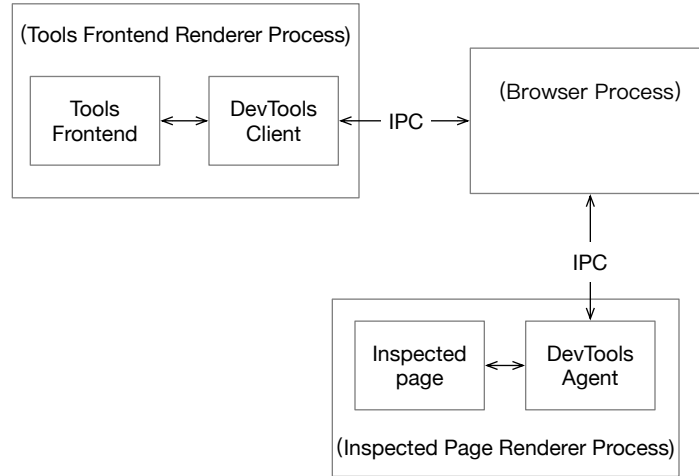 (Tools Frontend Renderer Process)
Tools
Frontend
DevTools
Client
IPC
(Browser Process)
IPC
Inspected
page
DevTools
Agent
(Inspected Page Renderer Process)